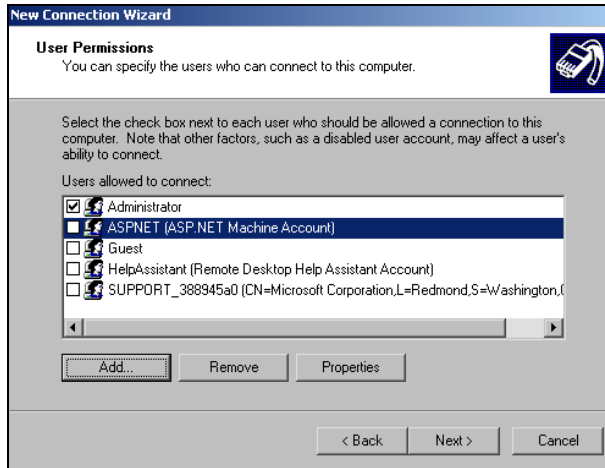 New Connection Wizard
User Permissions
You can specify the users who can connect to this computer.
Select the check box next to each user who should be allowed a connection to this
computer. Note that other factors, such as a disabled user account, may affect a user's
ability to connect.
Users allowed to connect:
Administrator
ASPNET (ASP.NET Machine Account)
Guest
HelpAssistant (Remote Desktop Help Assistant Account)
SUPPORT_388945a0 (CN=Microsoft Corporation,L=Redmond,S=Washington,
Add...
Remove
Properties
< Back
Next >
Cancel